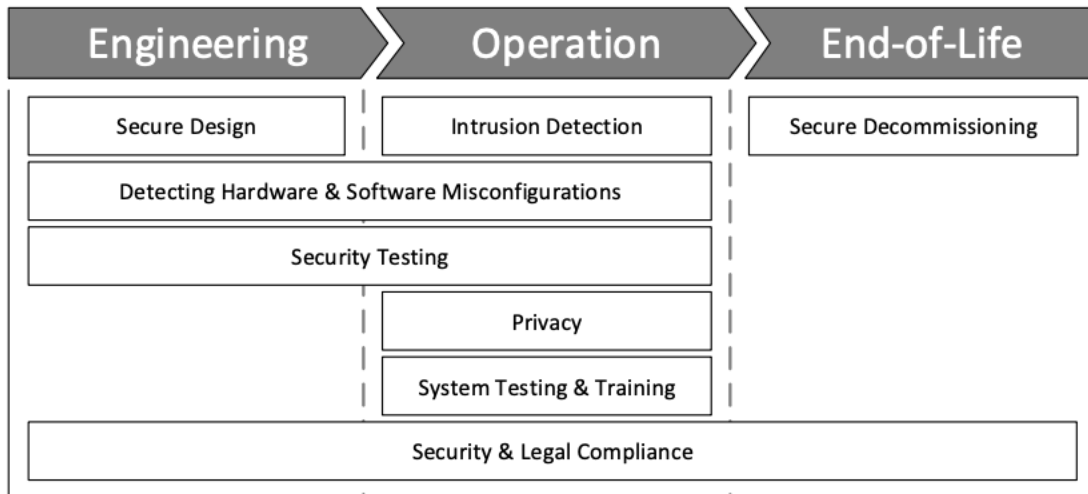 Engineering
Operation
End-of-Life
Secure Design
Intrusion Detection
Secure Decommissioning
Detecting Hardware & Software Misconfigurations
Security Testing
Privacy
System Testing & Training
Security & Legal Compliance